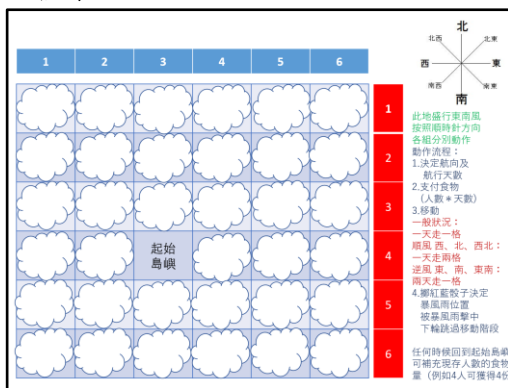 北
北西 北東
西 東
南西 南東
南
1 2 3 4 5 6
1
2
3
4
5
6
起始
島嶼
此地盛行東南風
按照順時針方向
各組分別動作
動作流程：
1.決定航向及
航行天數
2.支付食物
(人數＊天數)
3.移動
一般狀況：
一天走一格
順風 西、北、西北：
一天走兩格
逆風 東、南、東南：
兩天走一格
4.擲紅藍骰子決定
暴風雨位置
被暴風雨擊中
下輪跳過移動階段
任何時候回到起始島嶼
可補充現存人數的食物
量（例如4人可獲得4份